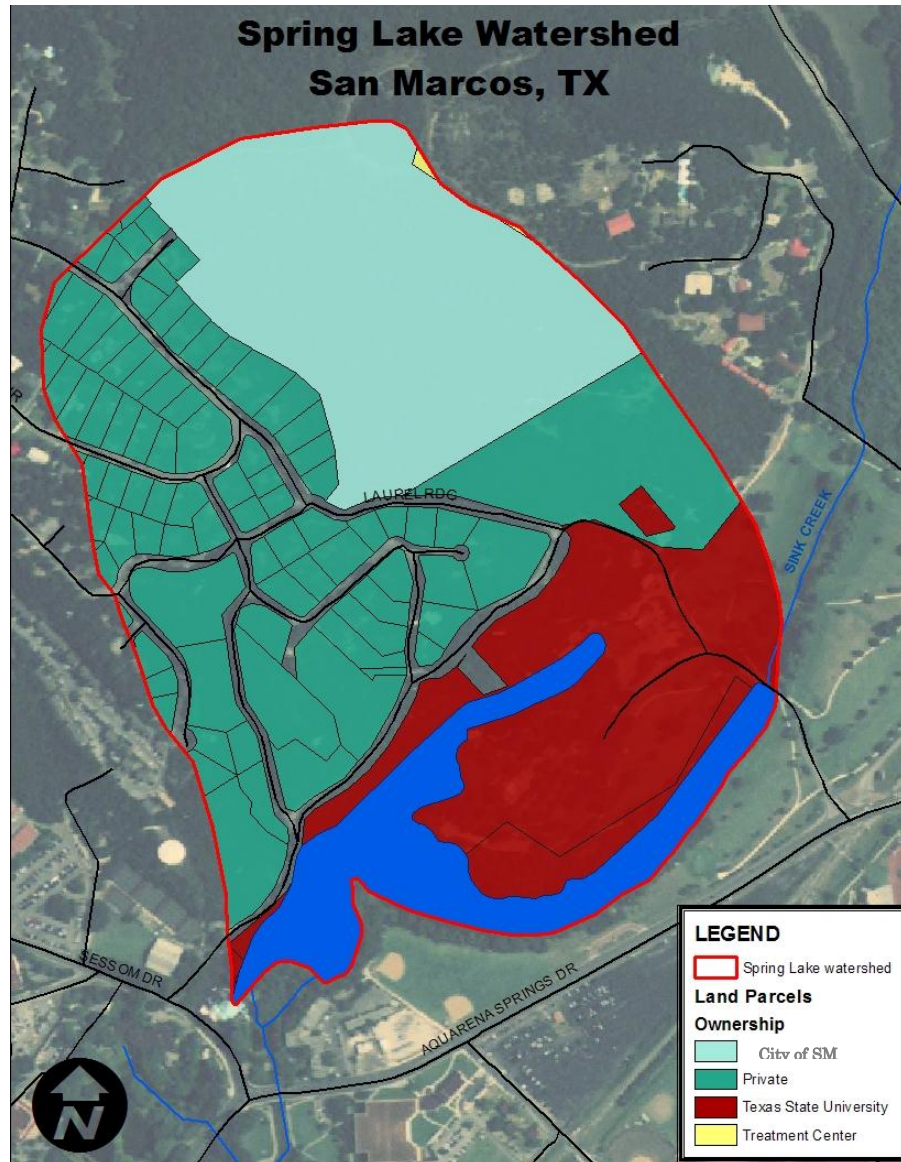 Spring Lake Watershed
San Marcos, TX
LAUREL RDG
SINK CREEK
SESSOM DR
AQUARENA SPRINGS DR
N
LEGEND
Spring Lake watershed
Land Parcels
Ownership
City of SM
Private
Texas State University
Treatment Center